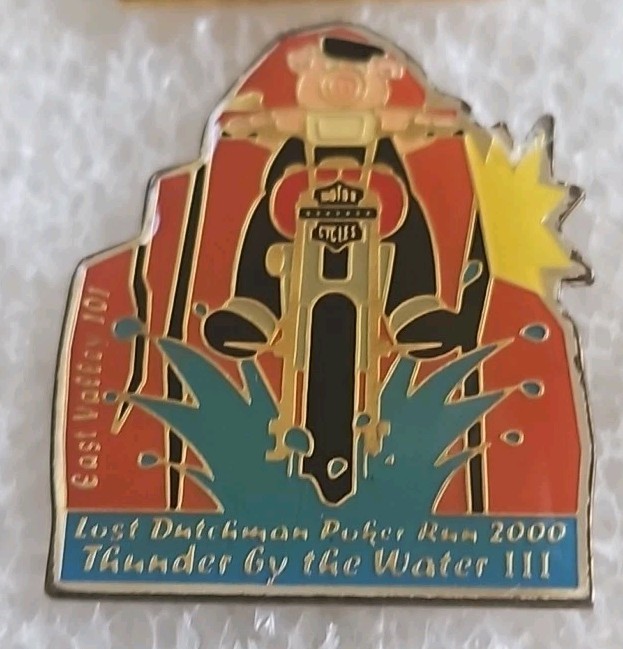 MOTOR
CYCLES
East Valley 101
Lost Dutchman Poker Run 2000
Thunder by the Water III